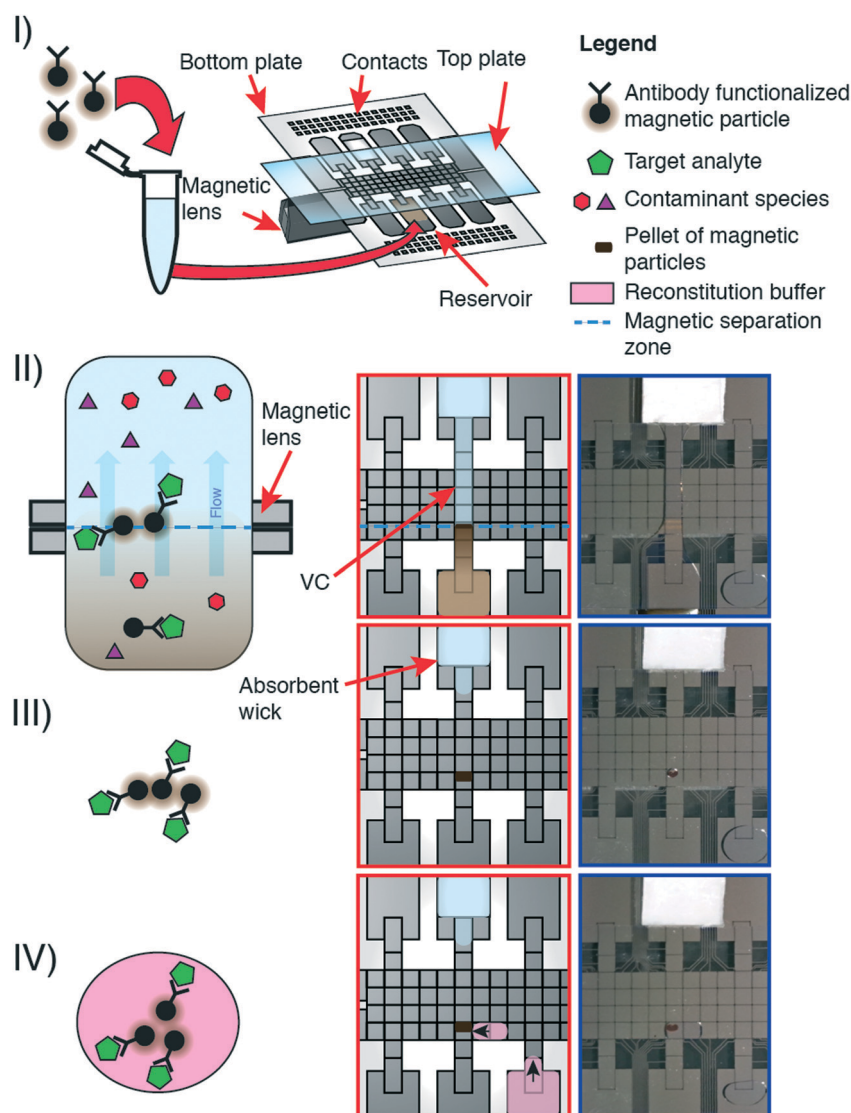 I)
Bottom plate
Contacts
Top plate
Magnetic
lens
Reservoir
Legend
Antibody functionalized
magnetic particle
Target analyte
Contaminant species
Pellet of magnetic
particles
Reconstitution buffer
Magnetic separation
zone
II)
Magnetic
lens
Flow
VC
Absorbent
wick
III)
IV)